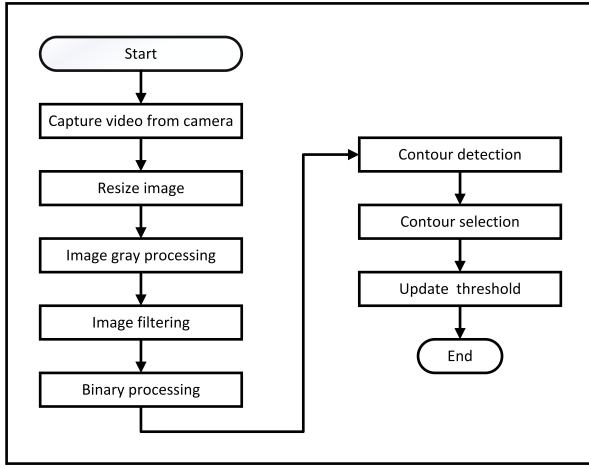 Start
Capture video from camera
Resize image
Image gray processing
Image filtering
Binary processing
Contour detection
Contour selection
Update threshold
End